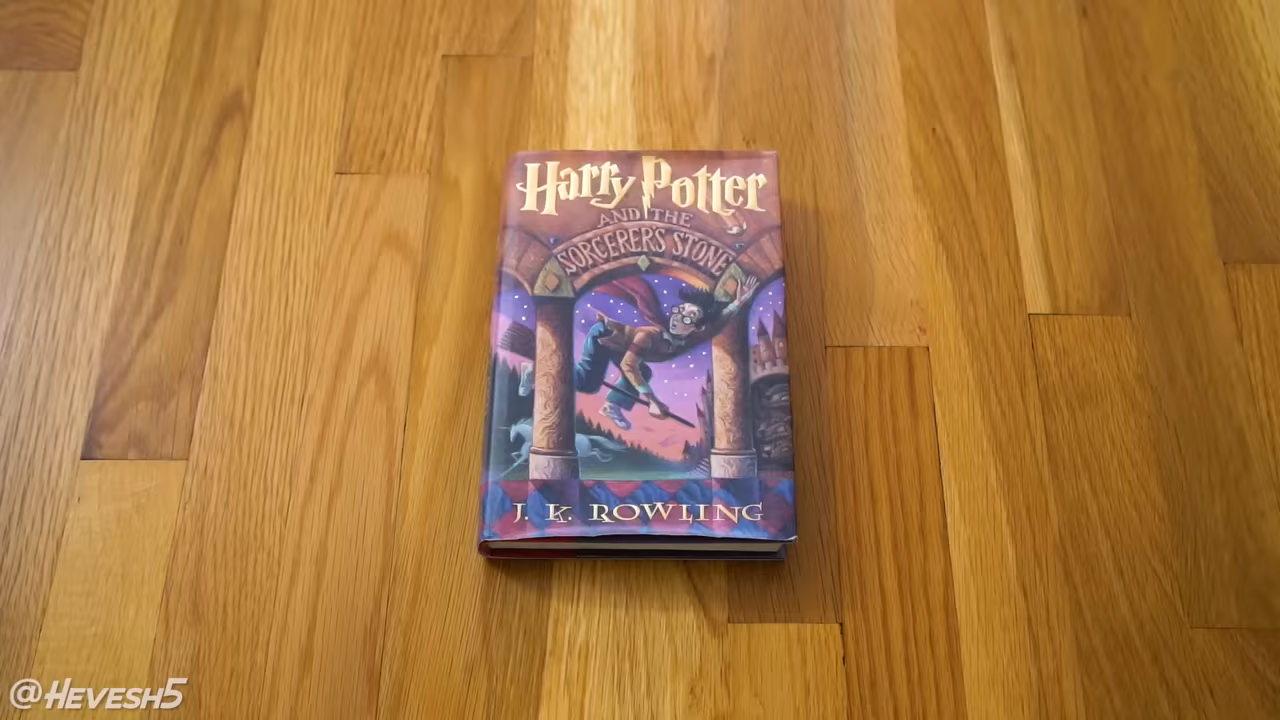 Harry Potter
AND THE
SORCERER'S STONE
J. K. ROWLING
@HEVESH5